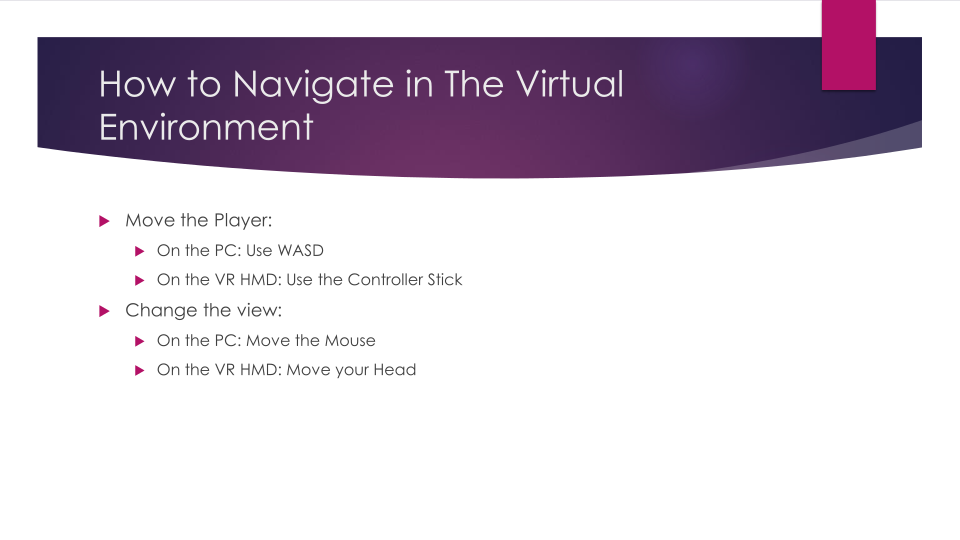 How to Navigate in The Virtual
Environment
Move the Player:
On the PC: Use WASD
On the VR HMD: Use the Controller Stick
Change the view:
On the PC: Move the Mouse
On the VR HMD: Move your Head